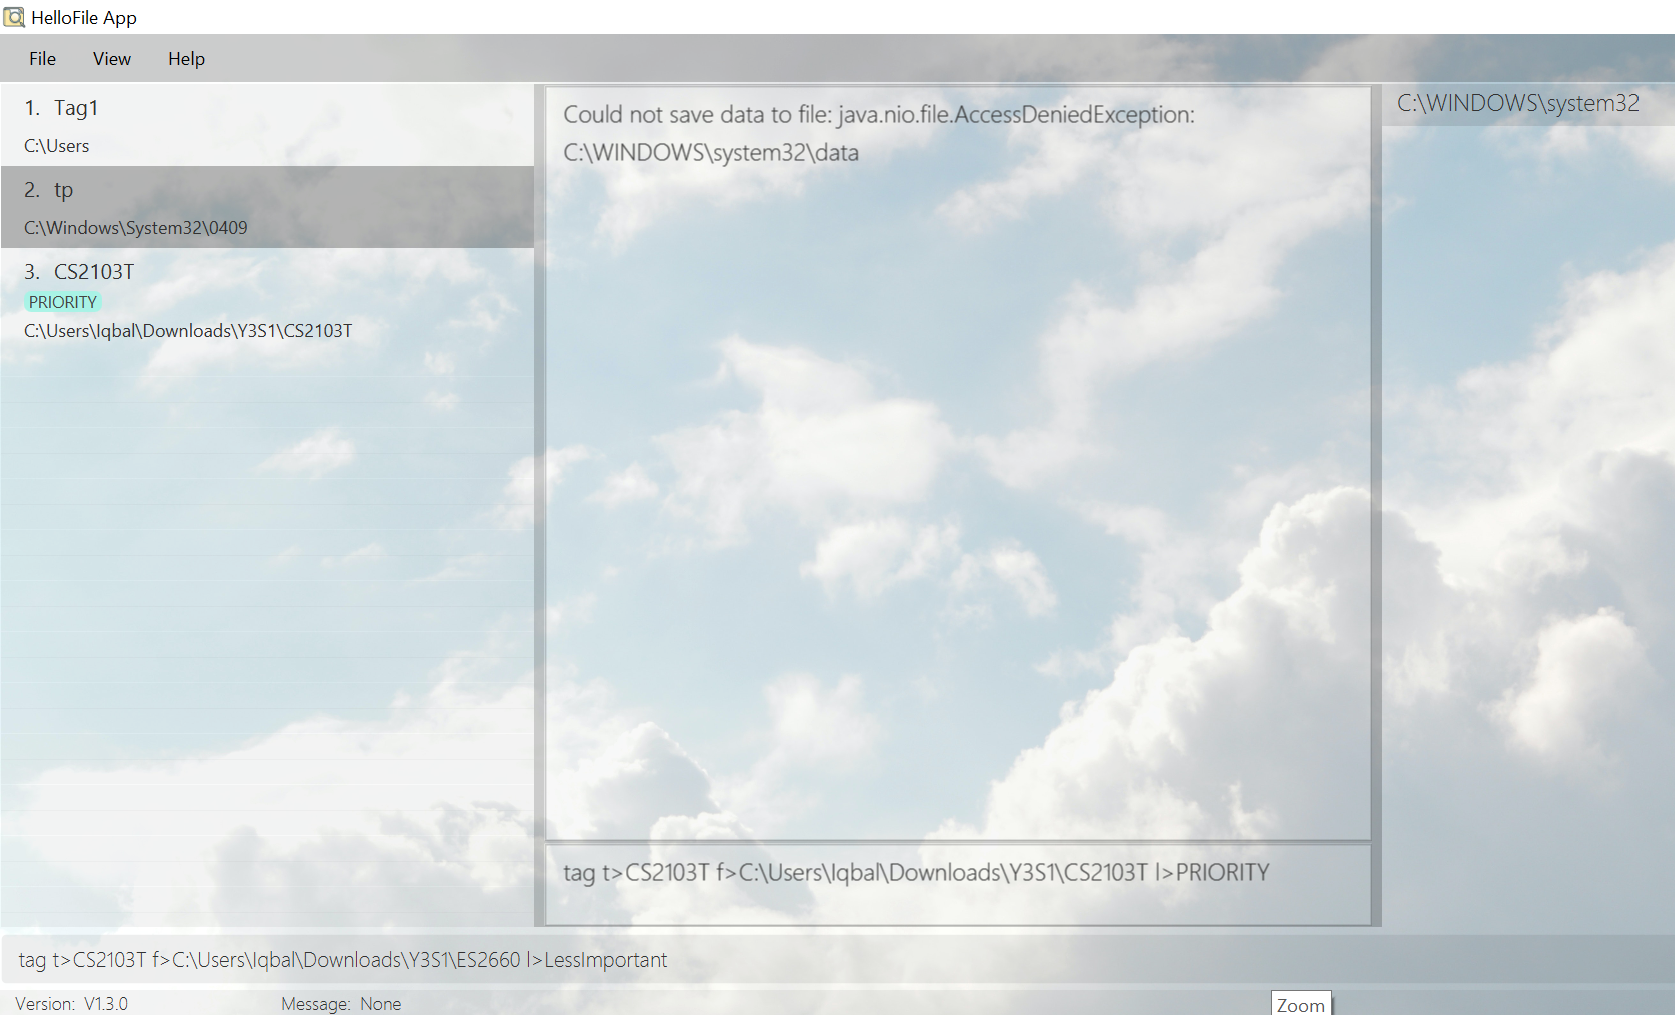 HelloFile App
File View Help
1. Tag1
C:\Users
2. tp
C:\Windows\System32\0409
3. CS2103T
PRIORITY
C:\Users\Iqbal\Downloads\Y3S1\CS2103T
Could not save data to file: java.nio.file.AccessDeniedException:
C:\WINDOWS\system32\data
tag t>CS2103T f>C:\Users\Iqbal\Downloads\Y3S1\CS2103T l>PRIORITY
C:\WINDOWS\system32
tag t>CS2103T f>C:\Users\Iqbal\Downloads\Y3S1\ES2660 l>LessImportant
Version: V1.3.0 Message: None
Zoom